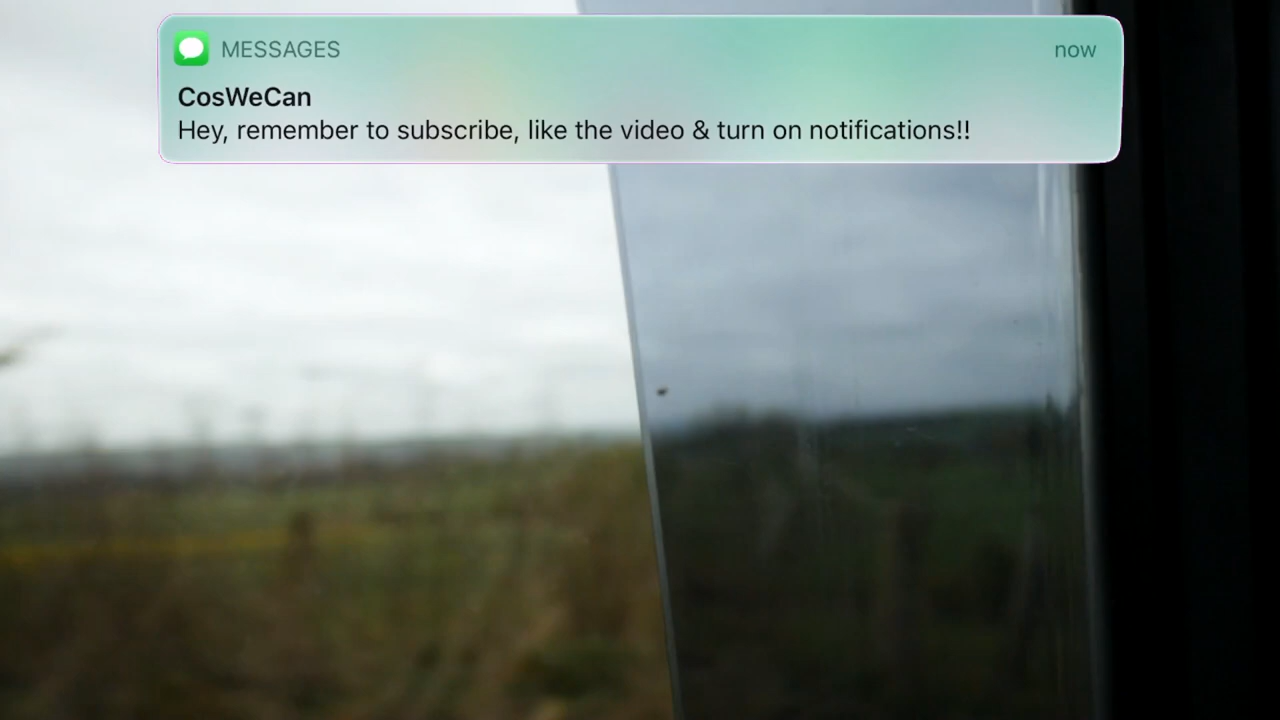 MESSAGES now
CosWeCan
Hey, remember to subscribe, like the video & turn on notifications!!